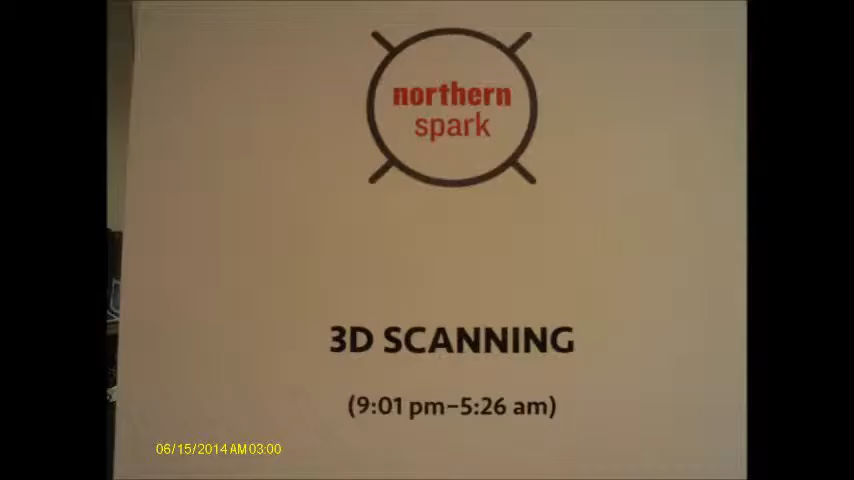 northern
spark
3D SCANNING
(9:01 pm–5:26 am)
06/15/2014 AM 03:00